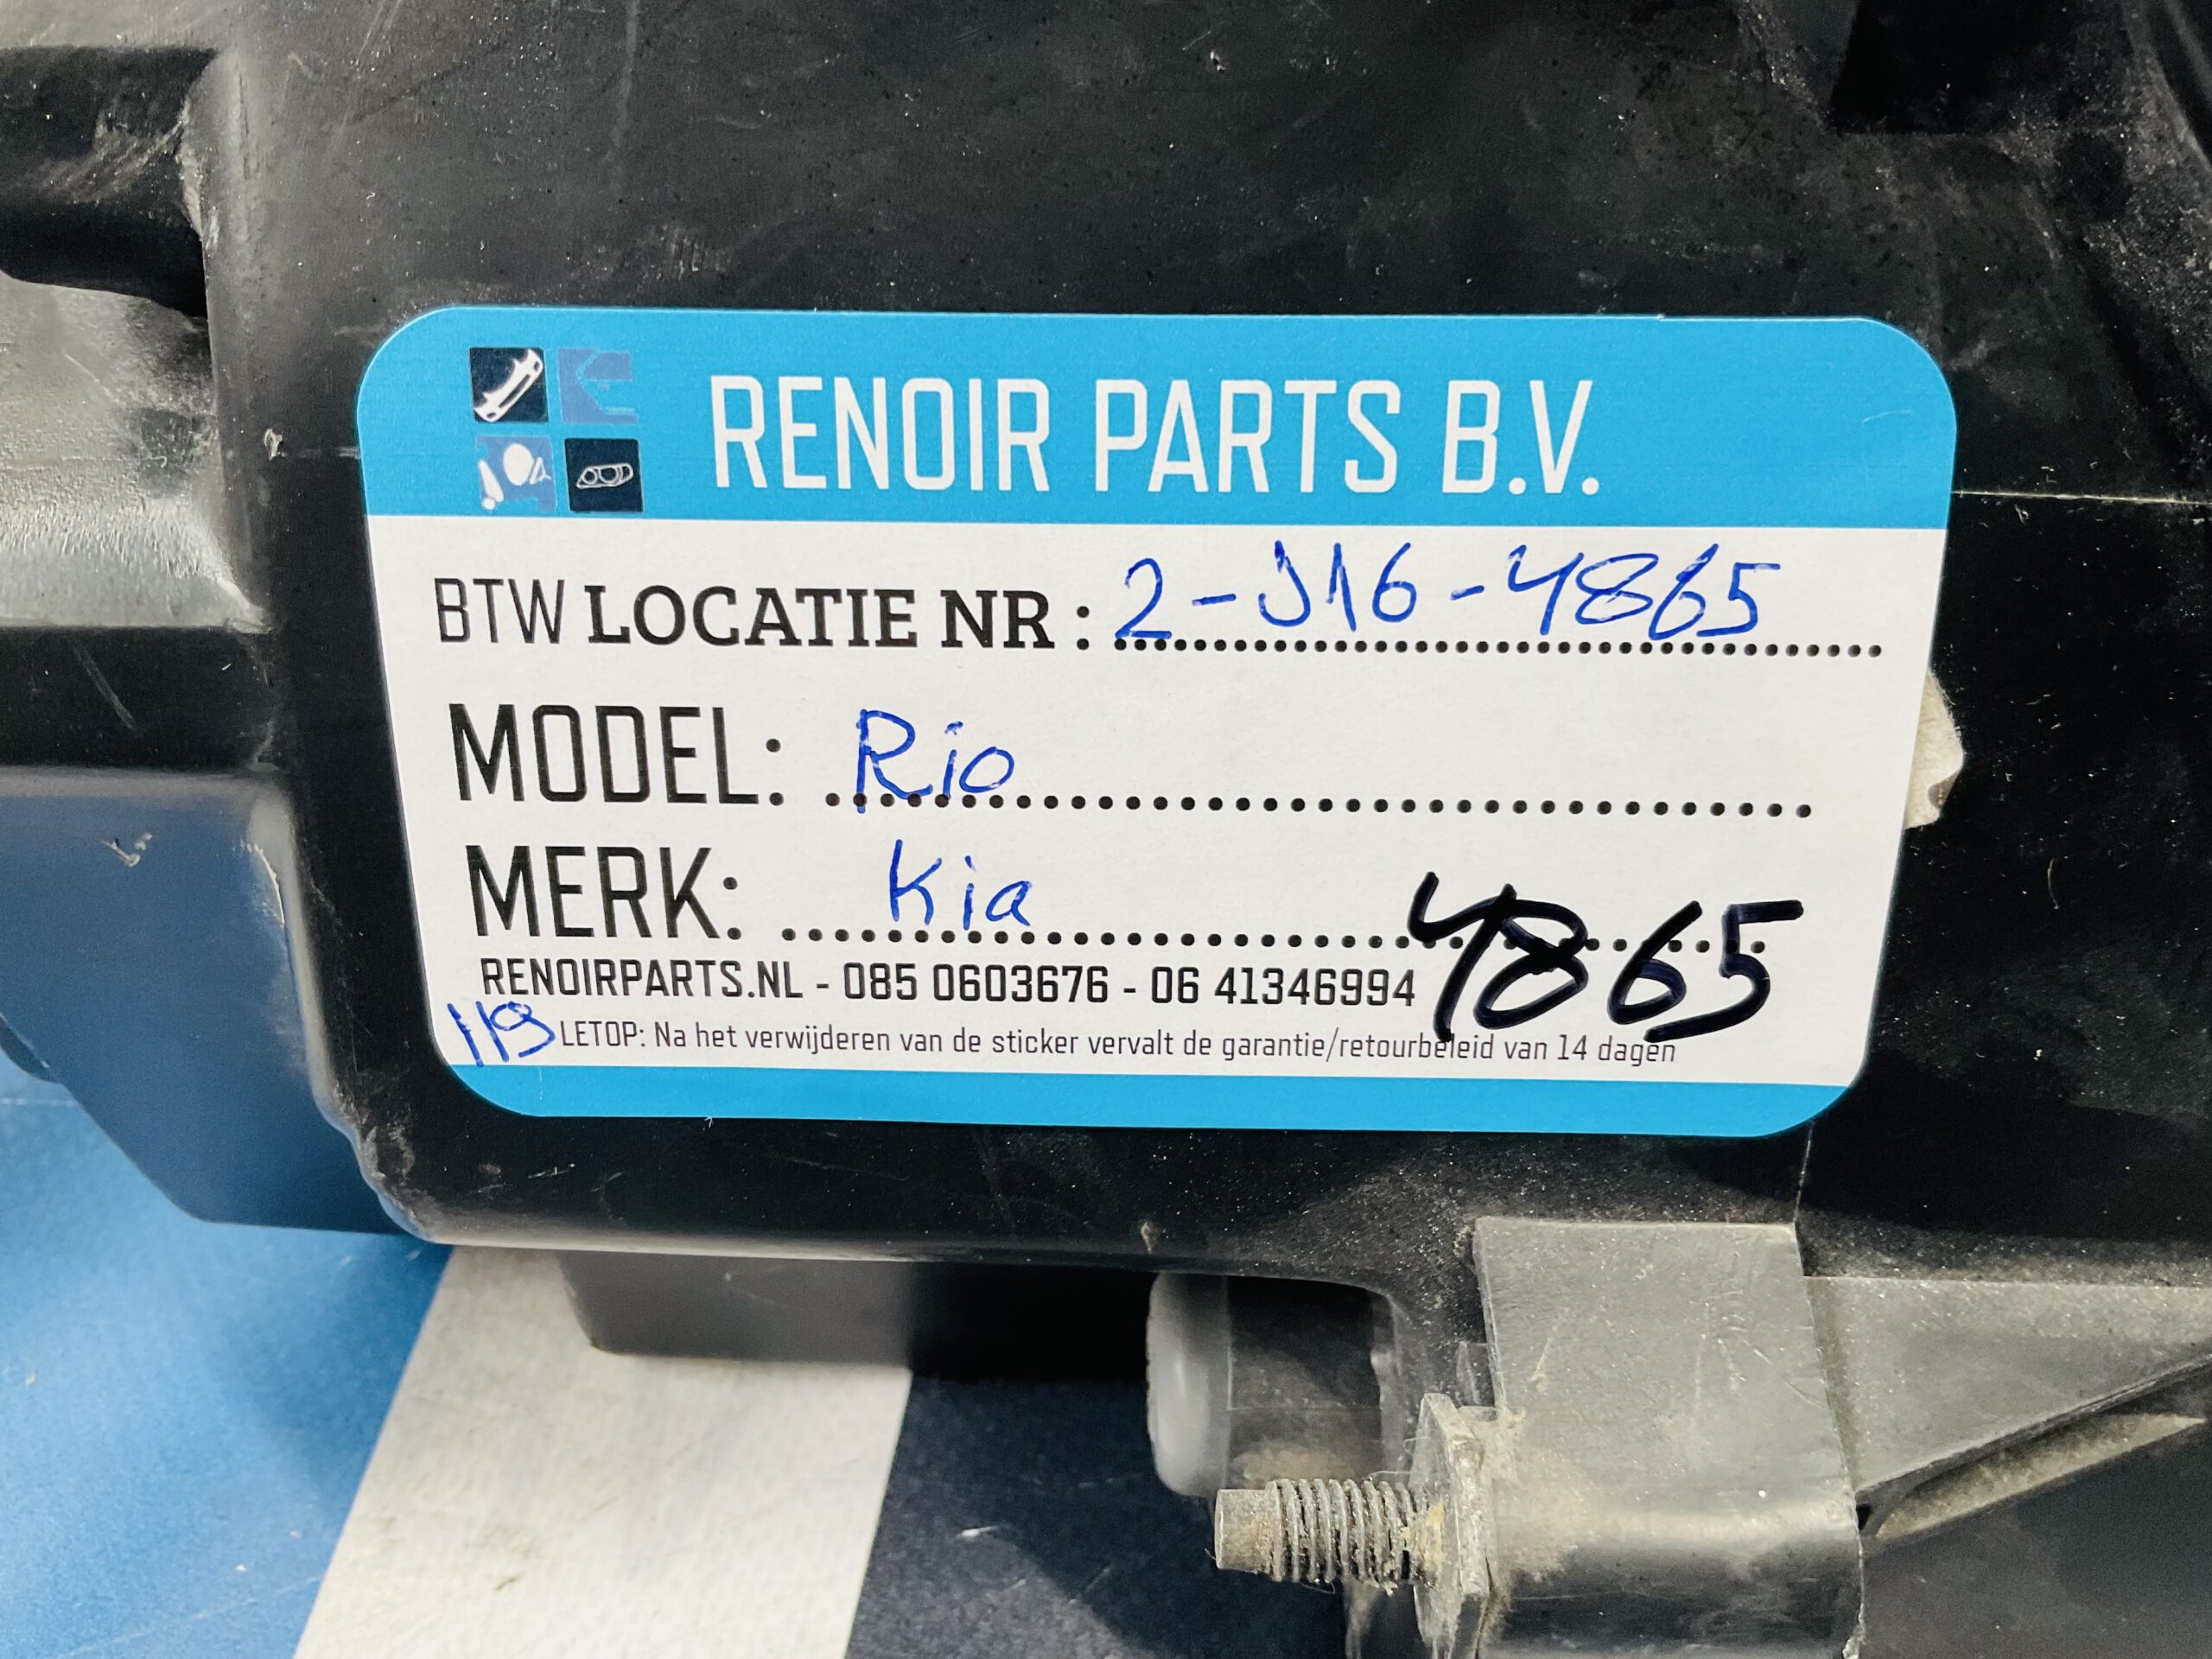 RENOIR PARTS B.V.
BTW LOCATIE NR : 2-J16-4865
MODEL: Rio
MERK: Kia
4865
RENOIRPARTS.NL - 085 0603676 - 06 41346994
119 LETOP: Na het verwijderen van de sticker vervalt de garantie/retourbeleid van 14 dagen